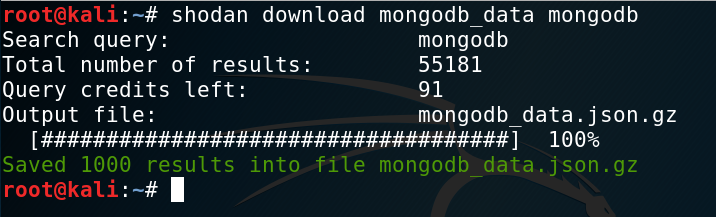 root@kali:~# shodan download mongodb_data mongodb
Search query:                   mongodb
Total number of results:        55181
Query credits left:             91
Output file:                    mongodb_data.json.gz
  [####################################]  100%
Saved 1000 results into file mongodb_data.json.gz
root@kali:~#